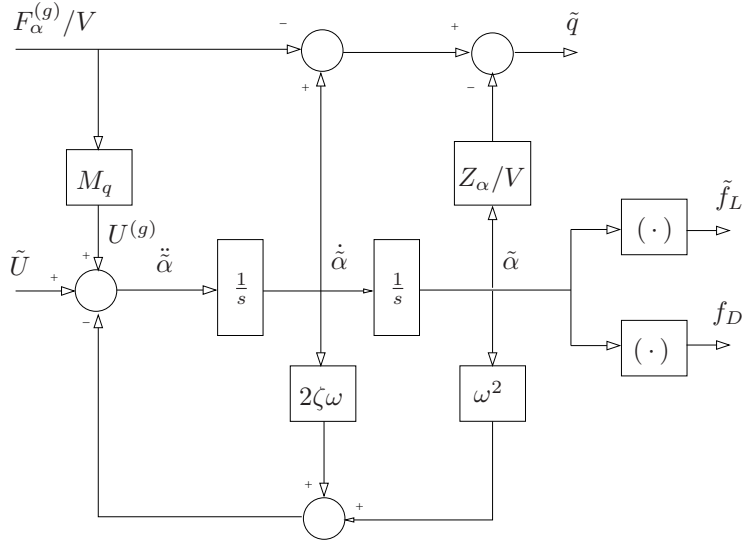 F_α^{(g)}/V
−
+
+
−
q̃
M_q
Z_α/V
U^{(g)}
Ũ
+
+
−
α̃̈
1/s
α̃̇
1/s
α̃
(·)
f̃_L
(·)
f_D
2ζω
ω²
+
+